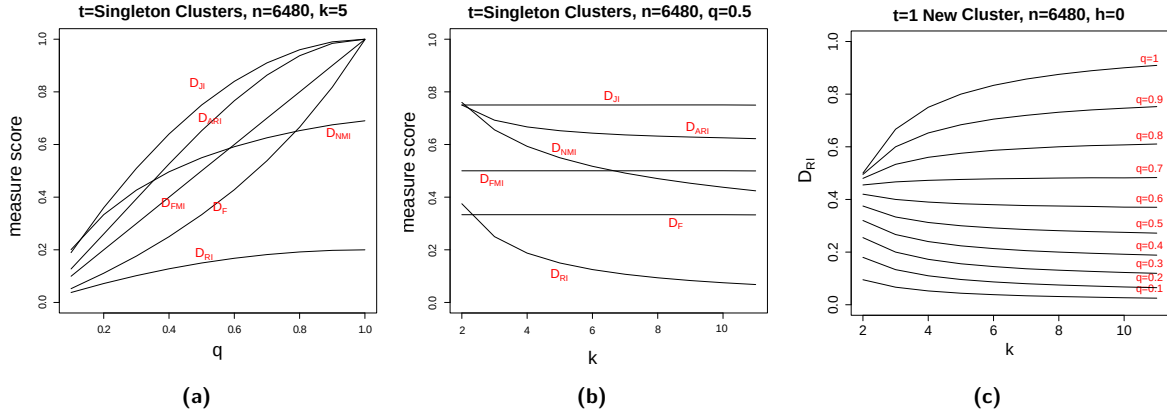 t=Singleton Clusters, n=6480, k=5
measure score
1.0
0.8
0.6
0.4
0.2
0.0
D_JI
D_ARI
D_NMI
D_FMI
D_F
D_RI
0.2 0.4 0.6 0.8 1.0
q
(a)
t=Singleton Clusters, n=6480, q=0.5
measure score
1.0
0.8
0.6
0.4
0.2
0.0
D_JI
D_ARI
D_NMI
D_FMI
D_F
D_RI
2 4 6 8 10
k
(b)
t=1 New Cluster, n=6480, h=0
D_RI
1.0
0.8
0.6
0.4
0.2
0.0
q=1
q=0.9
q=0.8
q=0.7
q=0.6
q=0.5
q=0.4
q=0.3
q=0.2
q=0.1
2 4 6 8 10
k
(c)